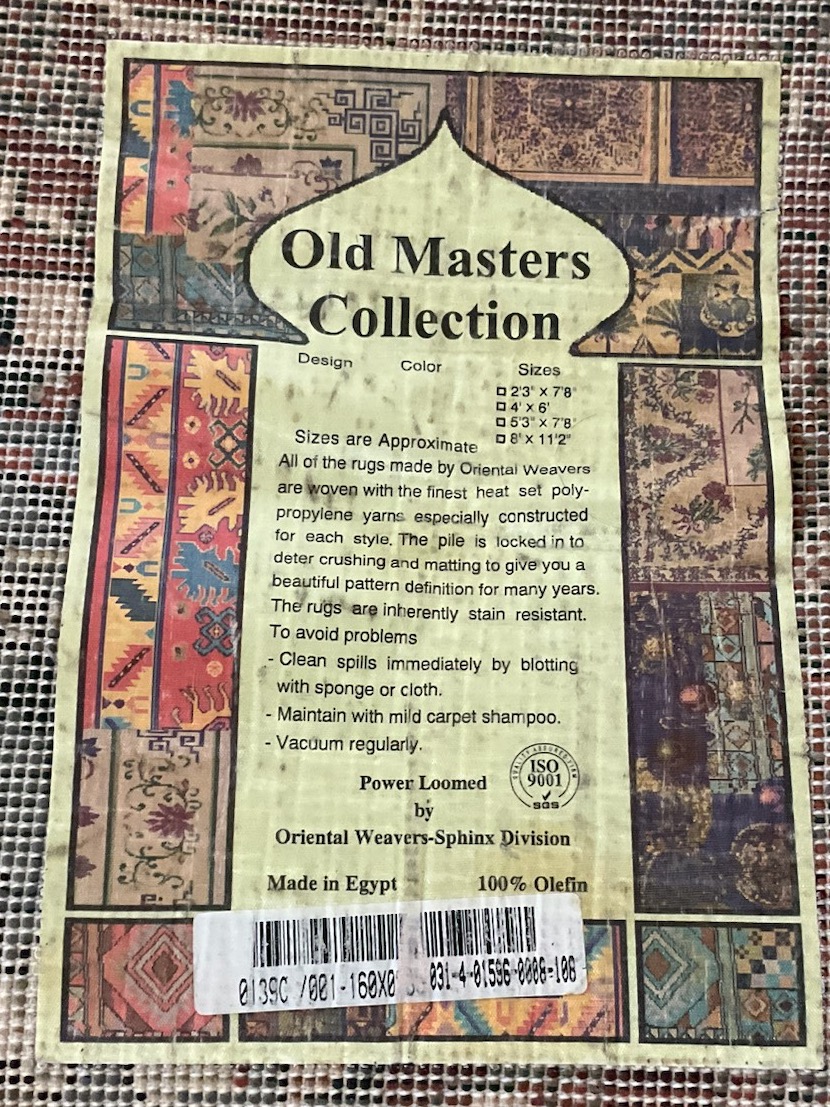 Old Masters
Collection
Design Color Sizes
2'3" X 7'8"
4' X 6'
5'3" X 7'8"
8' X 11'2"
Sizes are Approximate
All of the rugs made by Oriental Weavers
are woven with the finest heat set poly-
propylene yarns especially constructed
for each style. The pile is locked in to
deter crushing and matting to give you a
beautiful pattern definition for many years.
The rugs are inherently stain resistant.
To avoid problems
- Clean spills immediately by blotting
with sponge or cloth.
- Maintain with mild carpet shampoo.
- Vacuum regularly.
QUALITY ASSURED FIRM
ISO
9001
SGS
Power Loomed
by
Oriental Weavers-Sphinx Division
Made in Egypt 100% Olefin
0139C /001-160X0